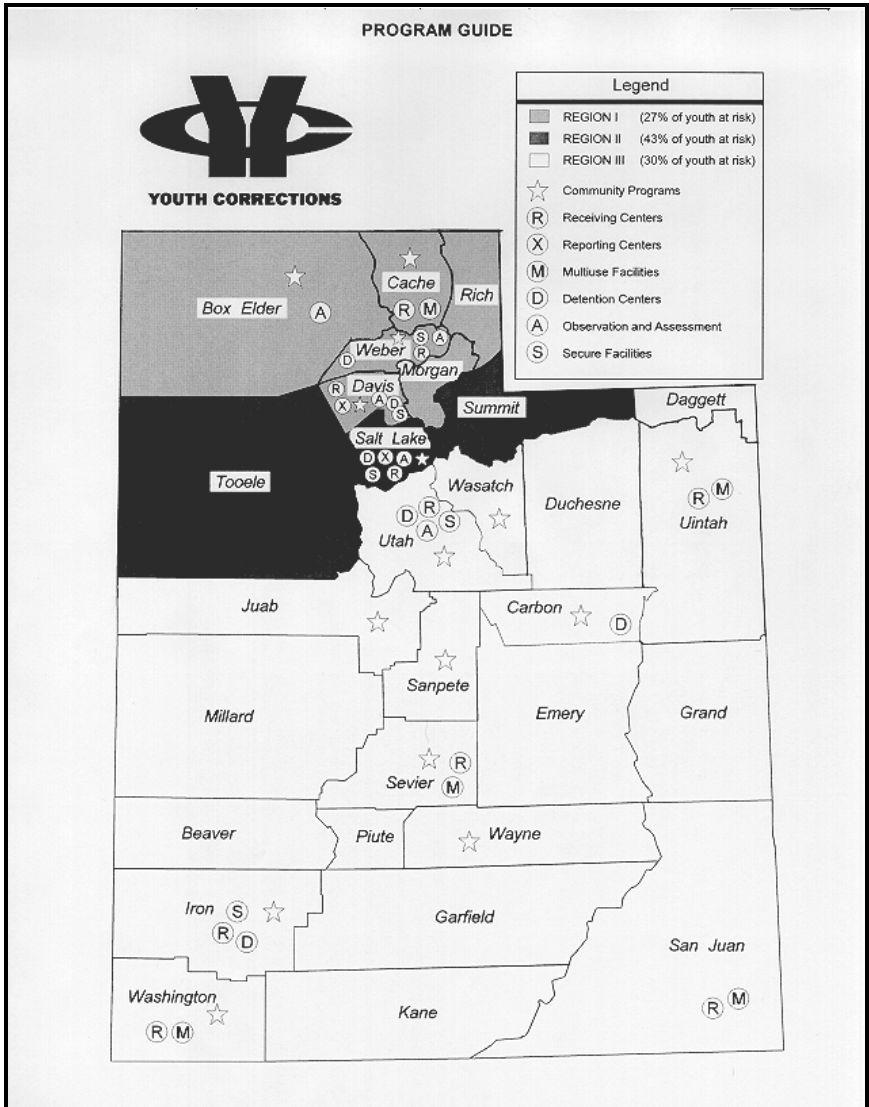 PROGRAM GUIDE
YOUTH CORRECTIONS
Legend
REGION I (27% of youth at risk)
REGION II (43% of youth at risk)
REGION III (30% of youth at risk)
Community Programs
R Receiving Centers
X Reporting Centers
M Multiuse Facilities
D Detention Centers
A Observation and Assessment
S Secure Facilities
Cache
Rich
Box Elder
A
R M
S A
Weber
R
D
Morgan
R Davis
X A D
S
Daggett
Summit
Salt Lake
D X A
S R
Tooele
Wasatch
Duchesne
R M
Uintah
D R S
A
Utah
Juab
Carbon
D
Sanpete
Millard
Emery
Grand
R
Sevier M
Beaver
Piute
Wayne
Iron S
R D
Garfield
San Juan
Washington
R M
Kane
R M